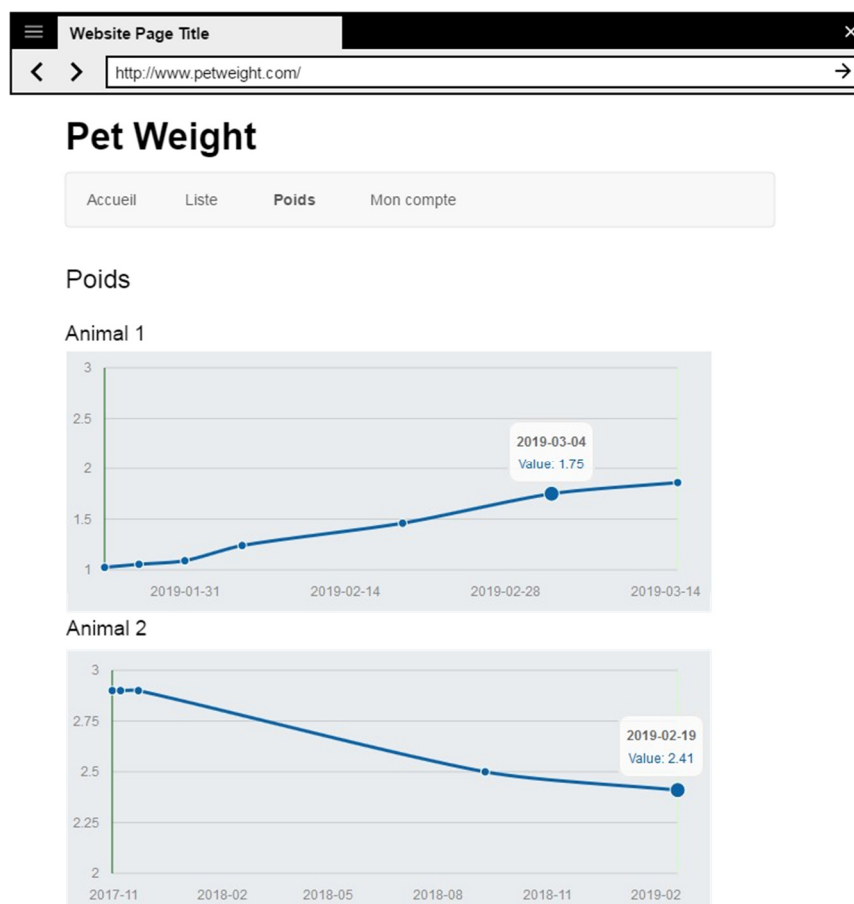 Website Page Title
http://www.petweight.com/
Pet Weight
Accueil Liste Poids Mon compte
Poids
Animal 1
3
2.5
2019-03-04
Value: 1.75
2
1.5
1
2019-01-31 2019-02-14 2019-02-28 2019-03-14
Animal 2
3
2.75
2019-02-19
Value: 2.41
2.5
2.25
2
2017-11 2018-02 2018-05 2018-08 2018-11 2019-02